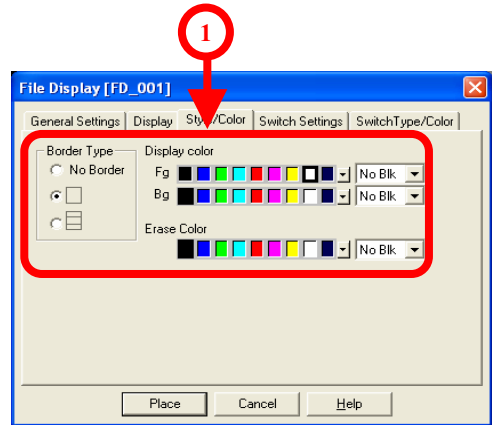 1
File Display [FD_001]
General Settings Display Style/Color Switch Settings SwitchType/Color
Border Type Display color
No Border Fg No Blk
Bg No Blk
Erase Color
No Blk
Place Cancel Help